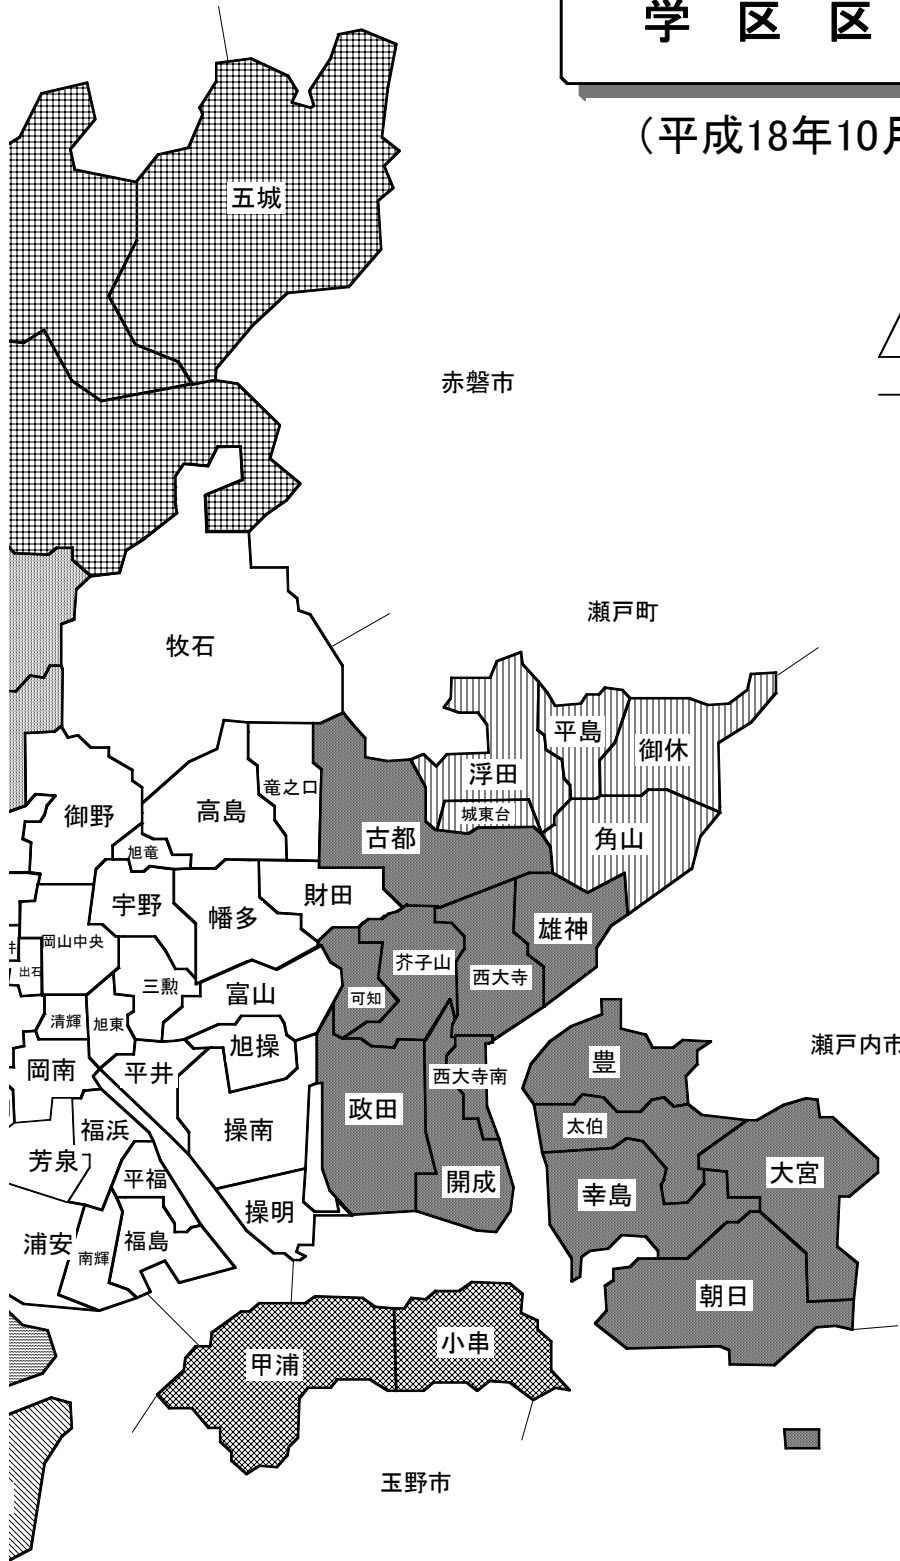 学区区
（平成18年10月
五城
赤磐市
瀬戸町
牧石
平島
御休
浮田
竜之口
高島
御野
城東台
古都
角山
旭竜
財田
宇野
幡多
雄神
岡山中央
井
芥子山
出石
西大寺
三勲
富山
可知
清輝
旭東
旭操
瀬戸内市
豊
岡南
平井
西大寺南
政田
太伯
福浜
操南
芳泉
大宮
平福
開成
幸島
操明
浦安
福島
南輝
朝日
小串
甲浦
玉野市